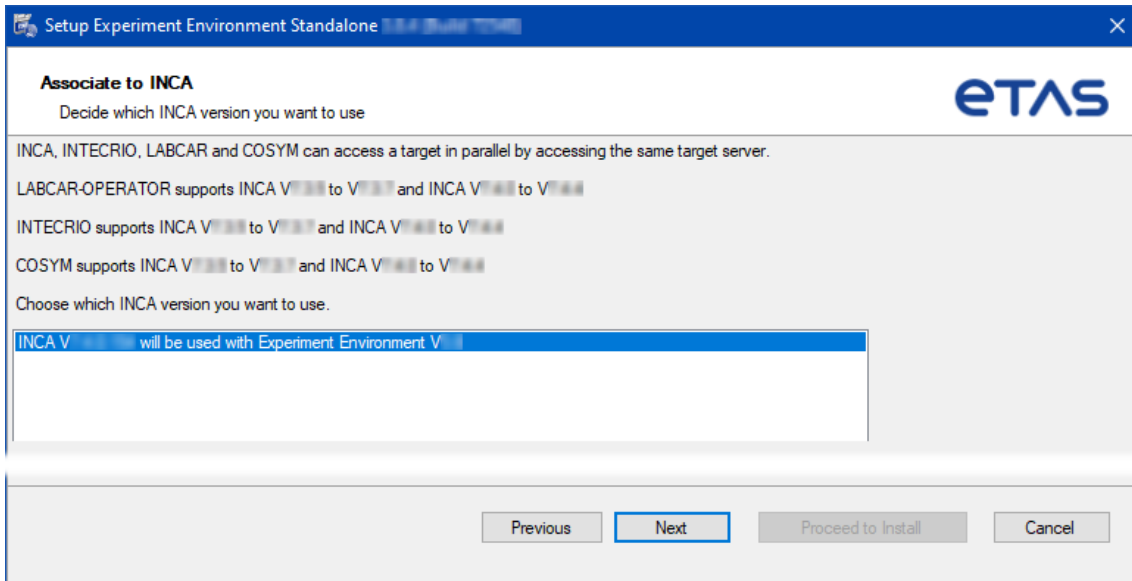 Setup Experiment Environment Standalone
Associate to INCA
Decide which INCA version you want to use
ETAS
INCA, INTECRIO, LABCAR and COSYM can access a target in parallel by accessing the same target server.
LABCAR-OPERATOR supports INCA V to V and INCA V to V
INTECRIO supports INCA V to V and INCA V to V
COSYM supports INCA V to V and INCA V to V
Choose which INCA version you want to use.
INCA V will be used with Experiment Environment V
Previous Next Proceed to Install Cancel